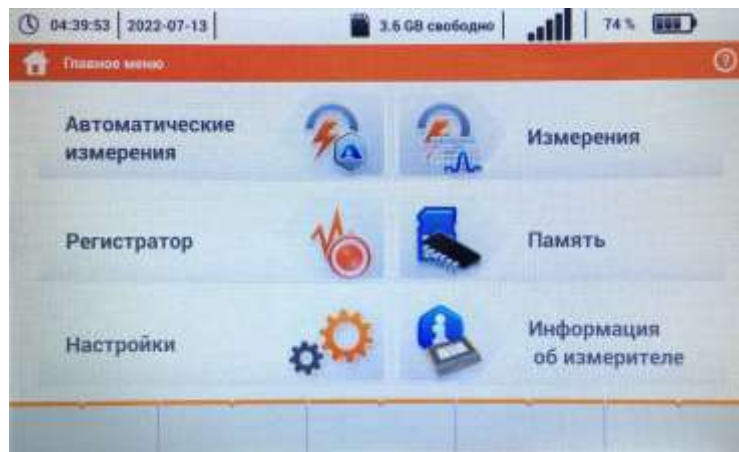 04:39:53 2022-07-13 3.6 GB свободно 74 %
Главное меню
Автоматические
измерения
Измерения
Регистратор
Память
Настройки
Информация
об измерителе